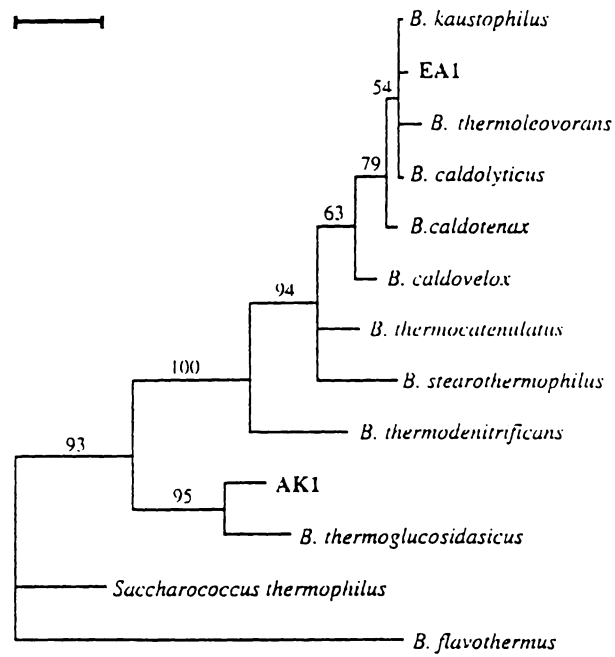 B. kaustophilus
EA1
54
B. thermoleovorans
79
B. caldolyticus
63
B.caldotenax
B. caldovelox
94
B. thermocatenulatus
100
B. stearothermophilus
B. thermodenitrificans
93
AK1
95
B. thermoglucosidasicus
Saccharococcus thermophilus
B. flavothermus